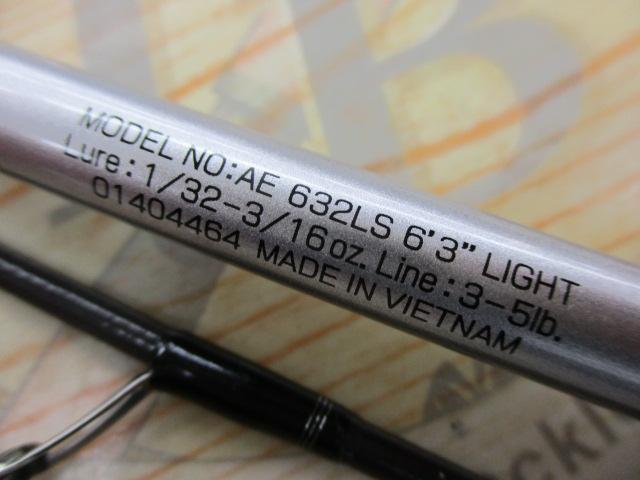 MODEL NO:AE 632LS 6'3" LIGHT
Lure: 1/32-3/16oz. Line: 3-5lb.
01404464 MADE IN VIETNAM